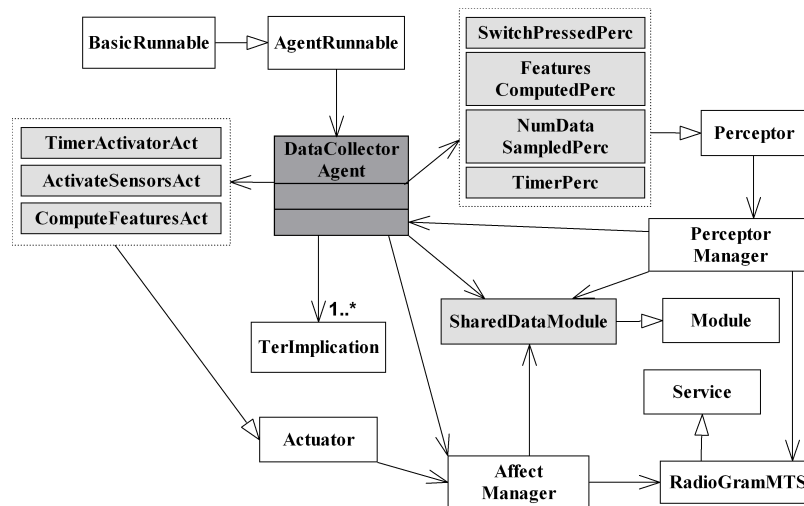 BasicRunnable
AgentRunnable
SwitchPressedPerc
Features
ComputedPerc
NumData
SampledPerc
TimerPerc
Perceptor
TimerActivatorAct
ActivateSensorsAct
ComputeFeaturesAct
DataCollector
Agent
Perceptor
Manager
1..*
TerImplication
SharedDataModule
Module
Service
Actuator
Affect
Manager
RadioGramMTS